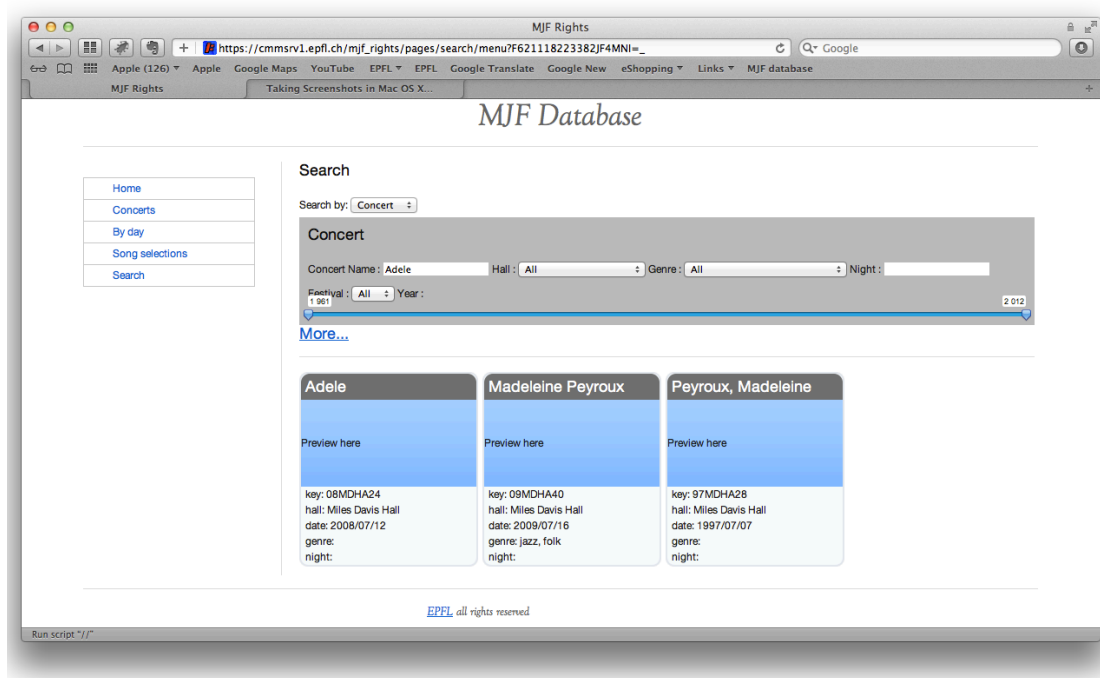 MJF Rights
https://cmmsrv1.epfl.ch/mjf_rights/pages/search/menu?F621118223382JF4MNI=_
Google
Apple (126) Apple Google Maps YouTube EPFL EPFL Google Translate Google New eShopping Links MJF database
MJF Rights Taking Screenshots in Mac OS X...
MJF Database
Home
Concerts
By day
Song selections
Search
Search
Search by: Concert
Concert
Concert Name : Adele Hall : All Genre : All Night :
Festival : All Year :
1 961 2 012
More...
Adele
Preview here
key: 08MDHA24
hall: Miles Davis Hall
date: 2008/07/12
genre:
night:
Madeleine Peyroux
Preview here
key: 09MDHA40
hall: Miles Davis Hall
date: 2009/07/16
genre: jazz, folk
night:
Peyroux, Madeleine
Preview here
key: 97MDHA28
hall: Miles Davis Hall
date: 1997/07/07
genre:
night:
EPFL all rights reserved
Run script "//"